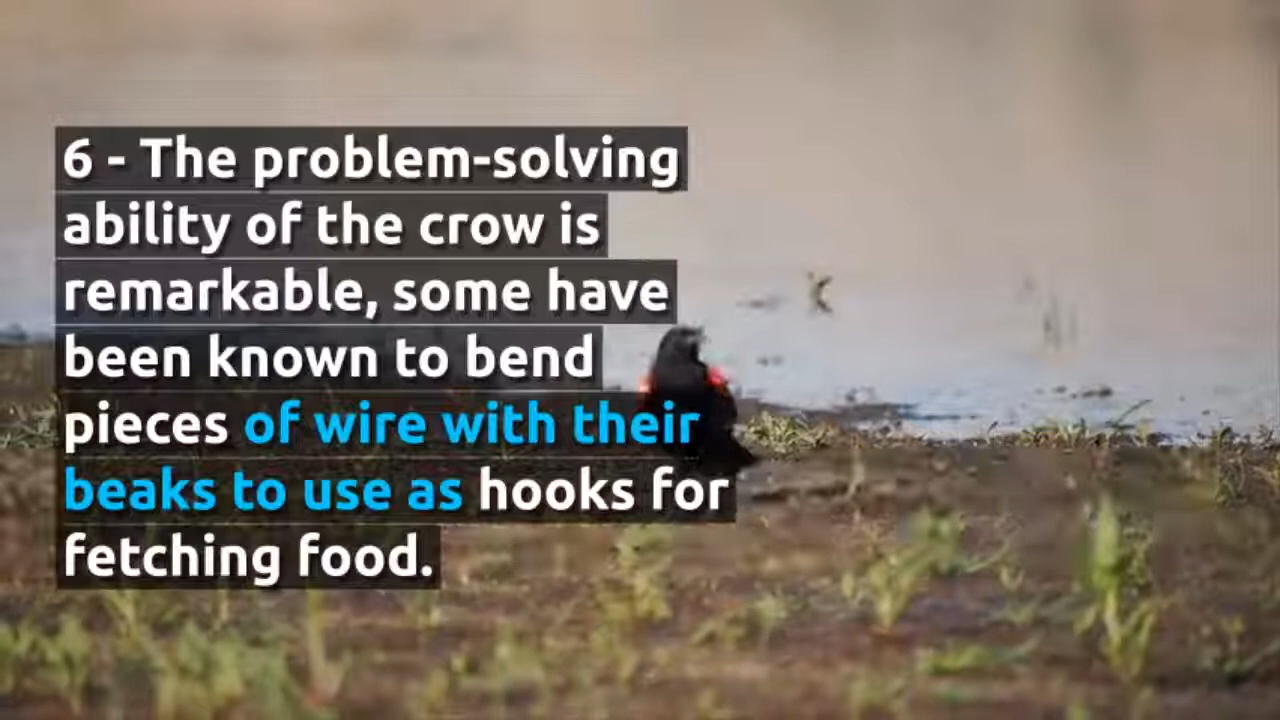 6 - The problem-solving
ability of the crow is
remarkable, some have
been known to bend
pieces of wire with their
beaks to use as hooks for
fetching food.